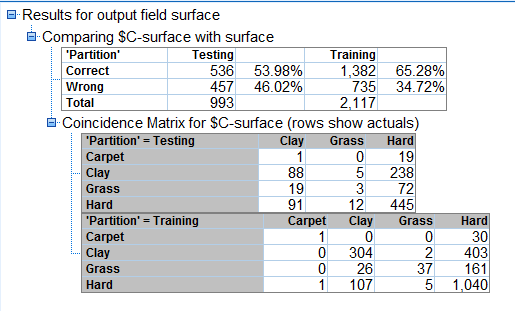 Results for output field surface
Comparing $C-surface with surface
'Partition' Testing Training
Correct 536 53.98% 1,382 65.28%
Wrong 457 46.02% 735 34.72%
Total 993 2,117
Coincidence Matrix for $C-surface (rows show actuals)
'Partition' = Testing Clay Grass Hard
Carpet 1 0 19
Clay 88 5 238
Grass 19 3 72
Hard 91 12 445
'Partition' = Training Carpet Clay Grass Hard
Carpet 1 0 0 30
Clay 0 304 2 403
Grass 0 26 37 161
Hard 1 107 5 1,040